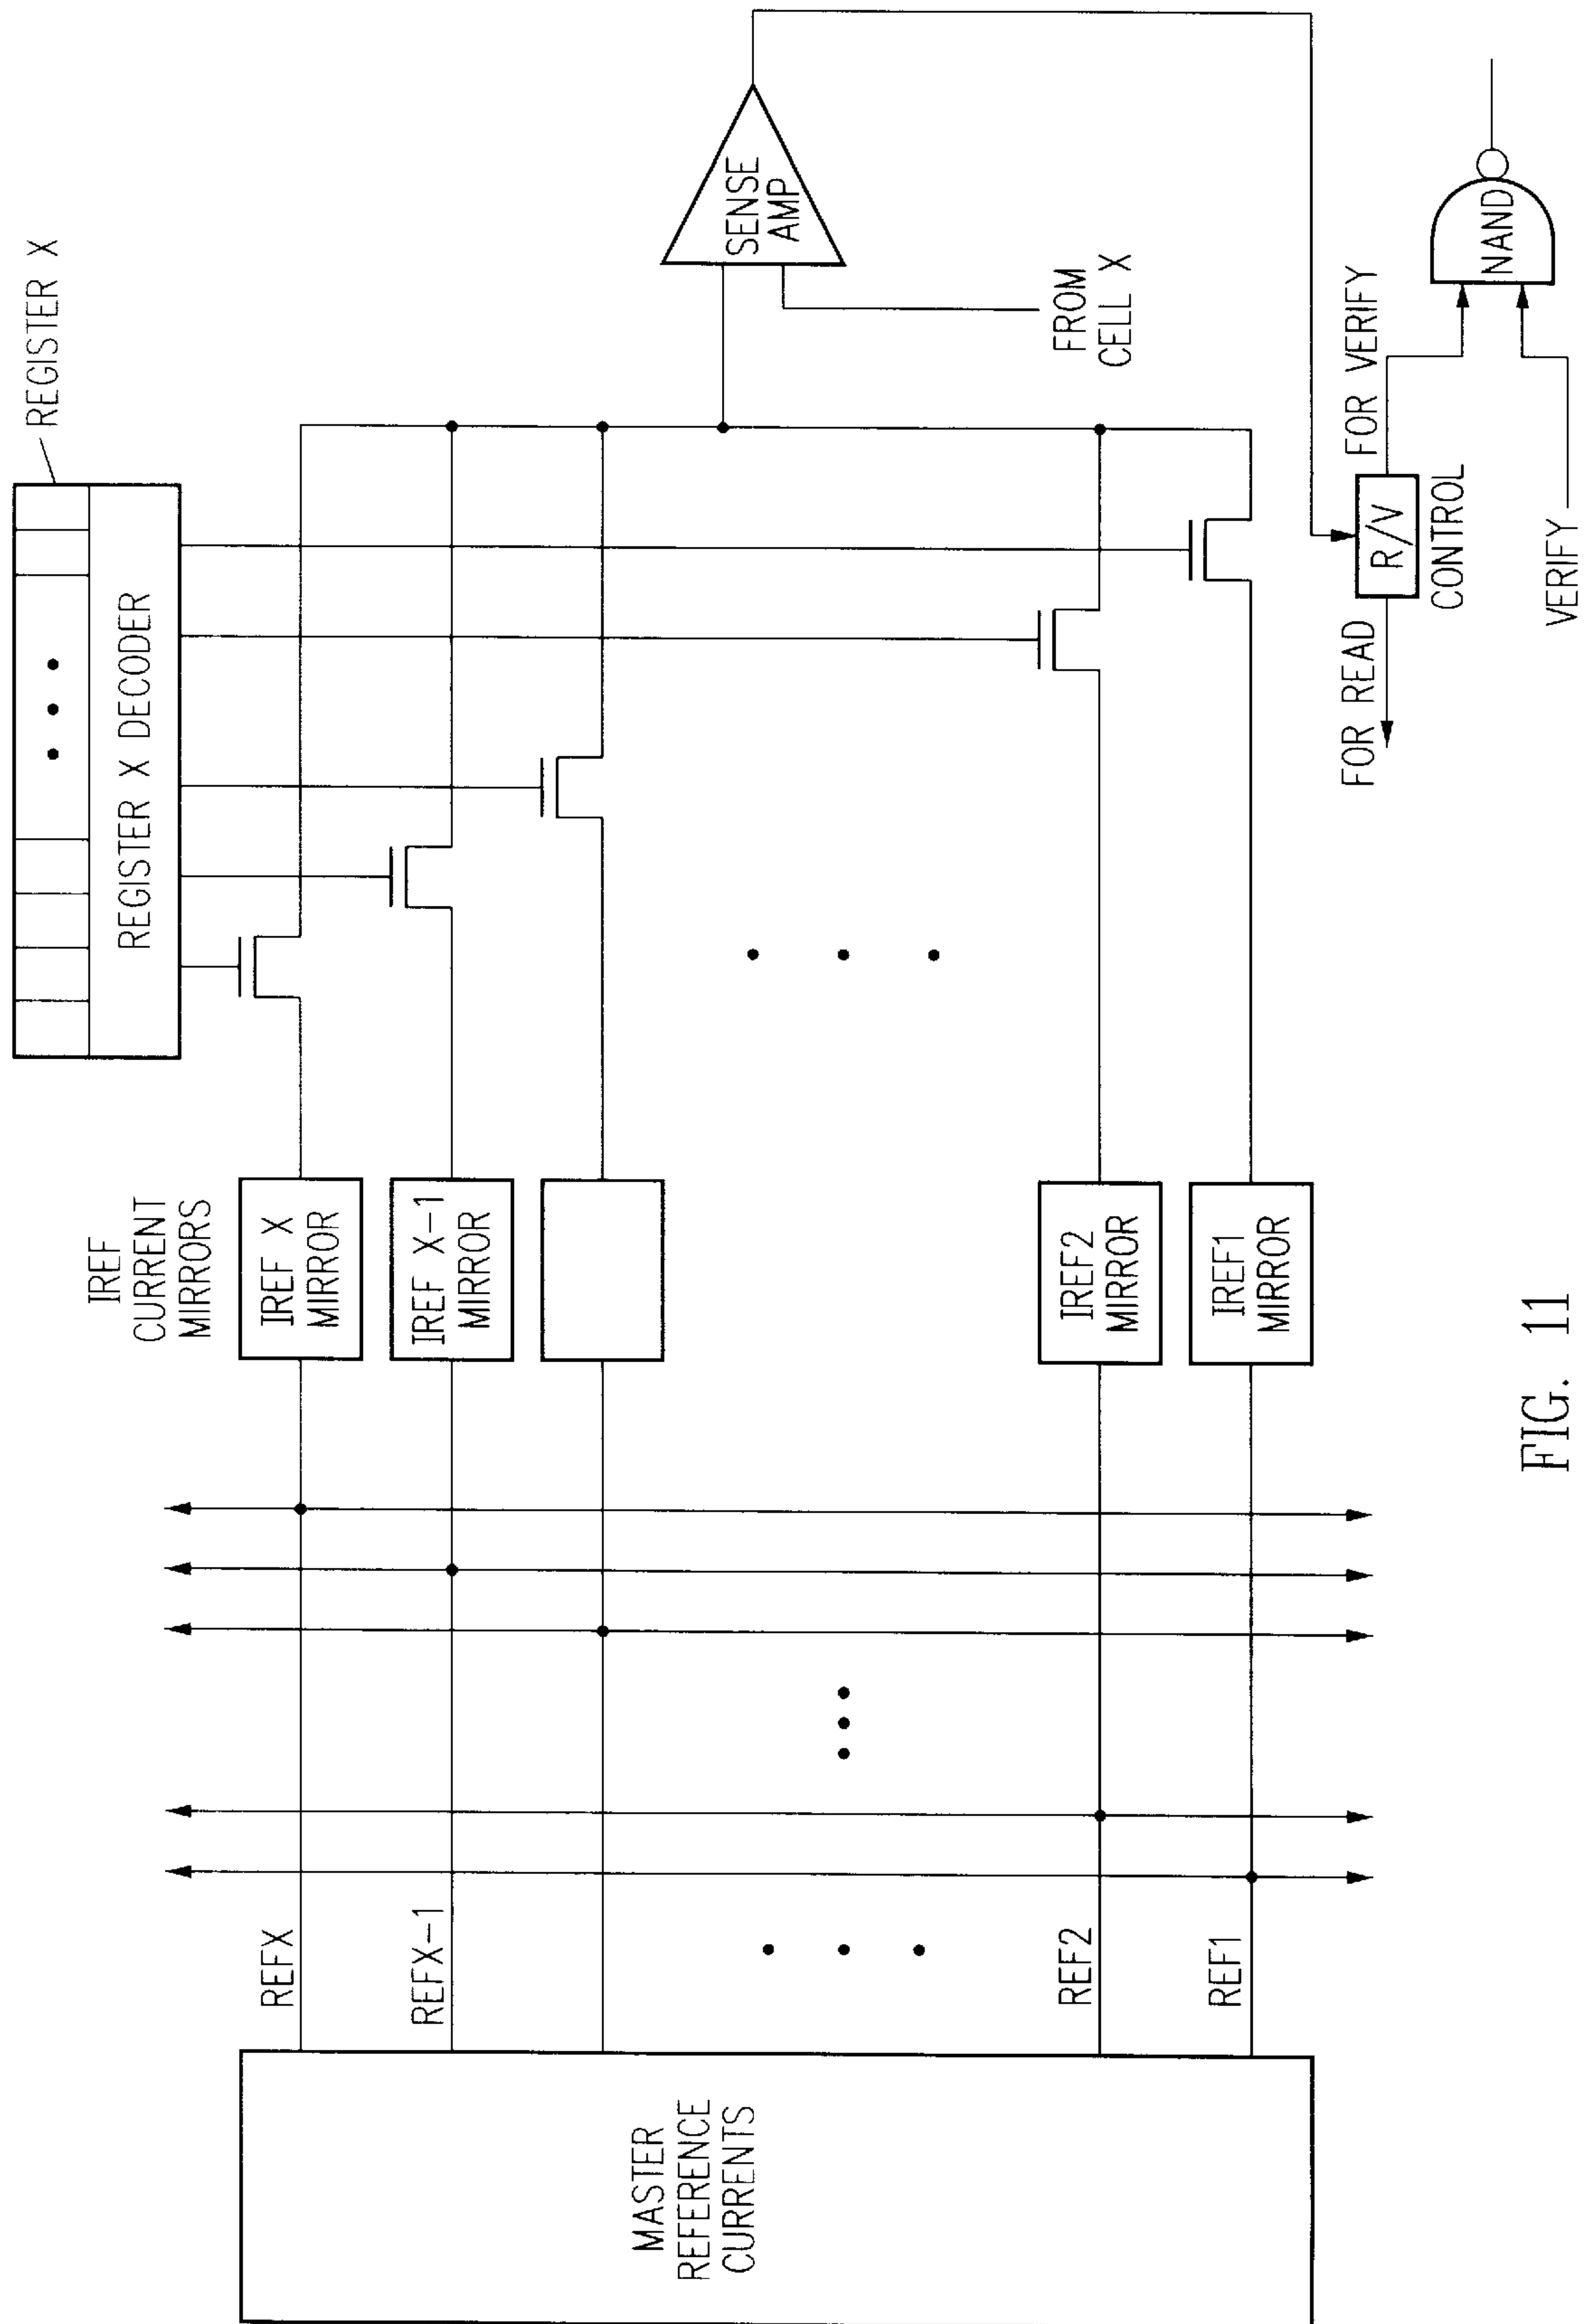 REGISTER X
REGISTER X DECODER
IREF
CURRENT
MIRRORS
MASTER
REFERENCE
CURRENTS
REFX
IREF X
MIRROR
REFX-1
IREF X-1
MIRROR
SENSE
AMP
FROM
CELL X
REF2
IREF2
MIRROR
REF1
IREF1
MIRROR
FOR READ
R/V
CONTROL
FOR VERIFY
VERIFY
NAND
FIG. 11